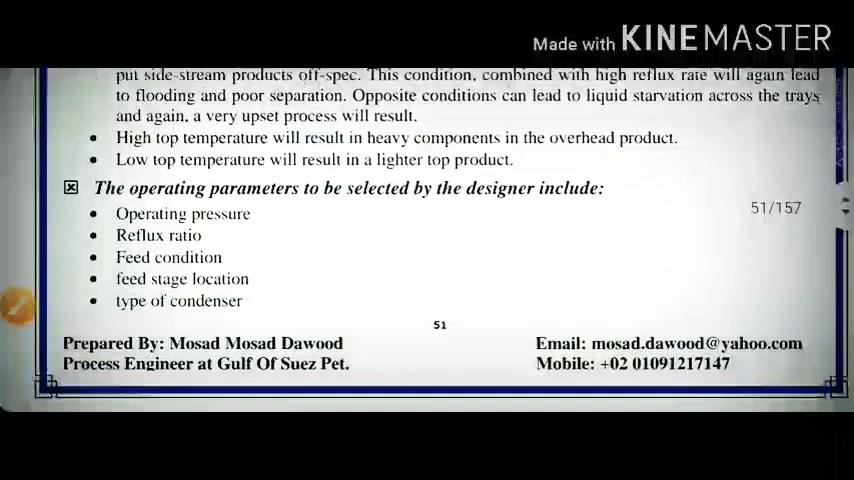 Made with KINEMASTER
put side-stream products off-spec. This condition, combined with high reflux rate will again lead
to flooding and poor separation. Opposite conditions can lead to liquid starvation across the trays
and again, a very upset process will result.
• High top temperature will result in heavy components in the overhead product.
• Low top temperature will result in a lighter top product.
The operating parameters to be selected by the designer include:
• Operating pressure
51/157
• Reflux ratio
• Feed condition
• feed stage location
• type of condenser
51
Prepared By: Mosad Mosad Dawood
Email: mosad.dawood@yahoo.com
Process Engineer at Gulf Of Suez Pet.
Mobile: +02 01091217147